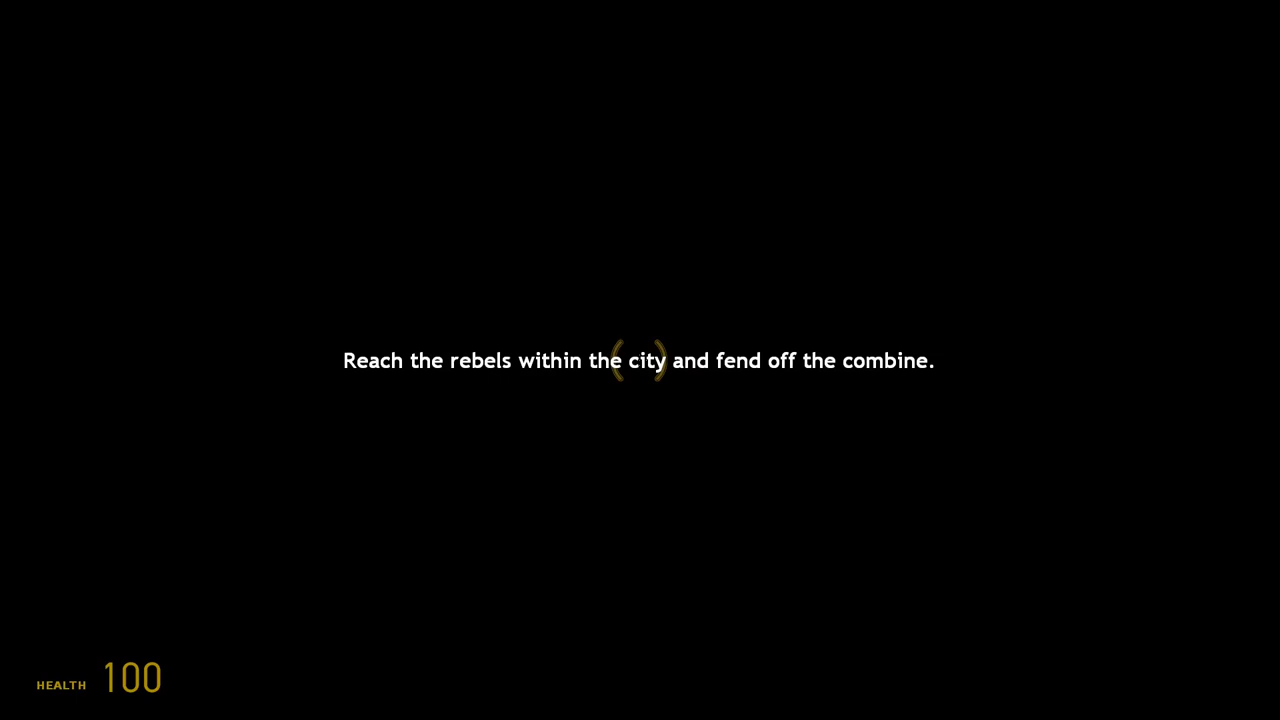 Reach the rebels within the city and fend off the combine.
HEALTH 100